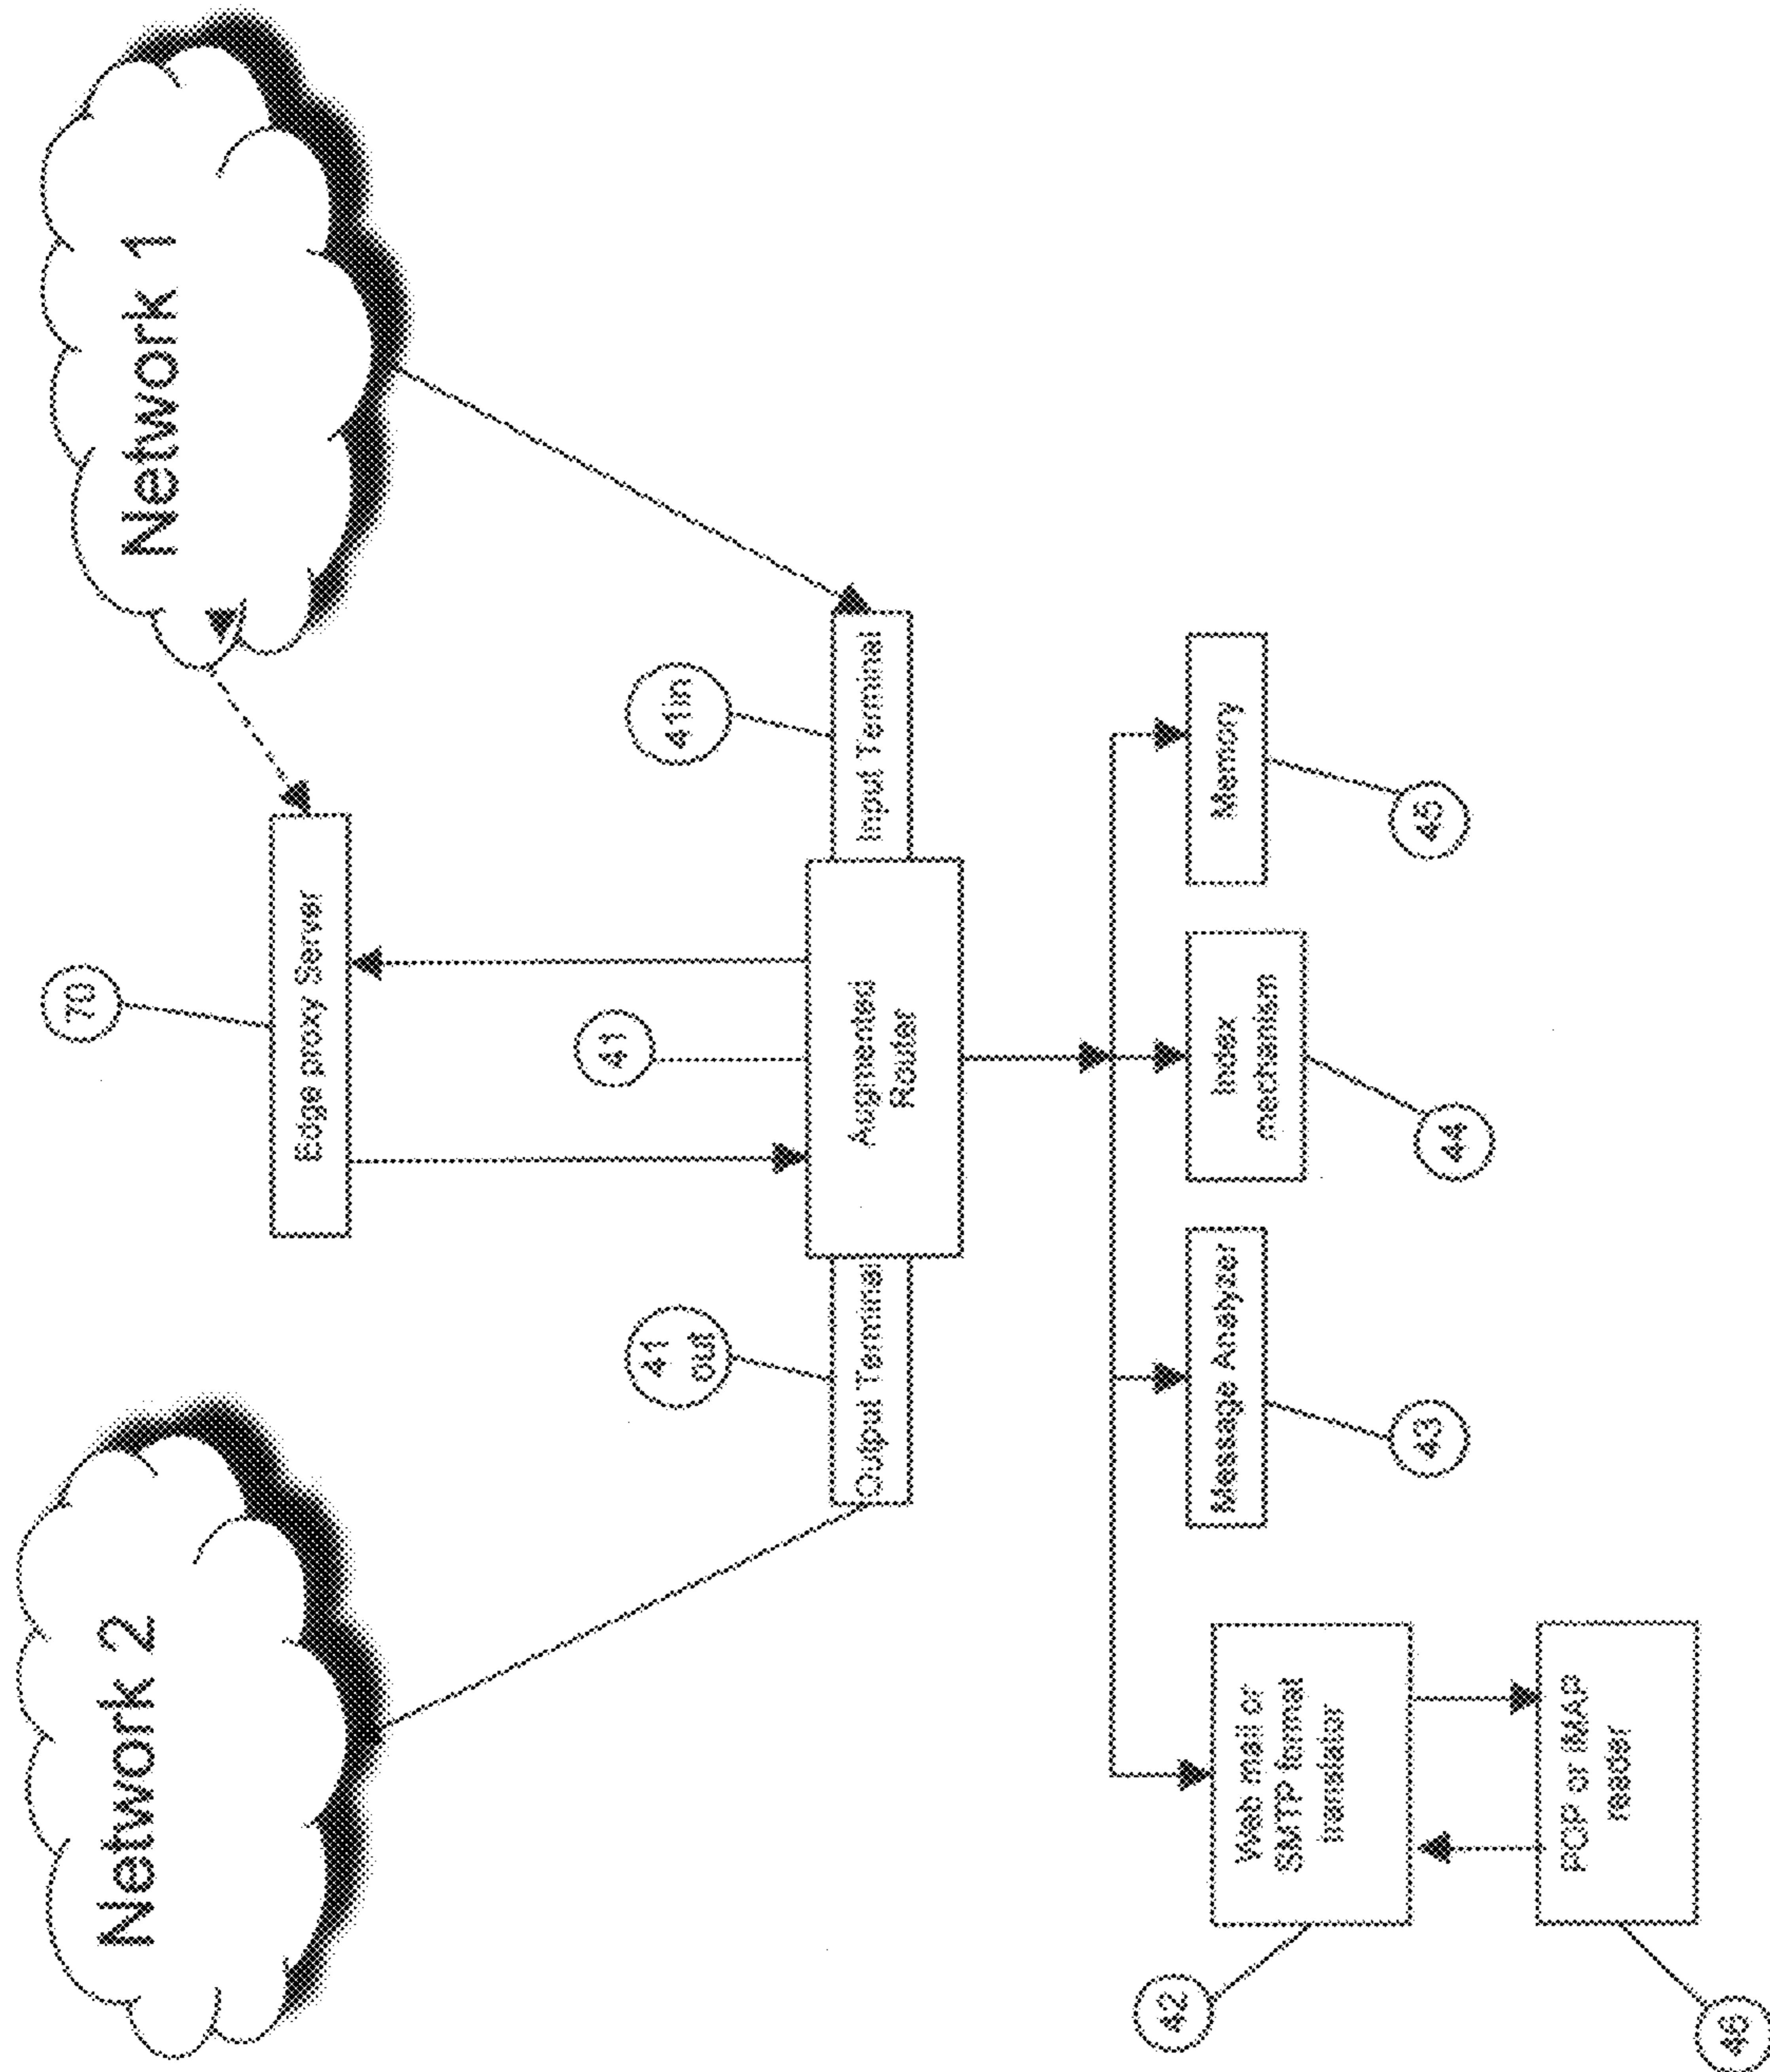 Network 2
Network 1
70
Edge proxy Server
41
41 out
41in
Output Terminal
Augmented
Router
Input Terminal
Web mail or
SMTP format
translator
Message Analyser
Index
mechanism
Memory
42
43
44
45
POP or IMAP
reader
46